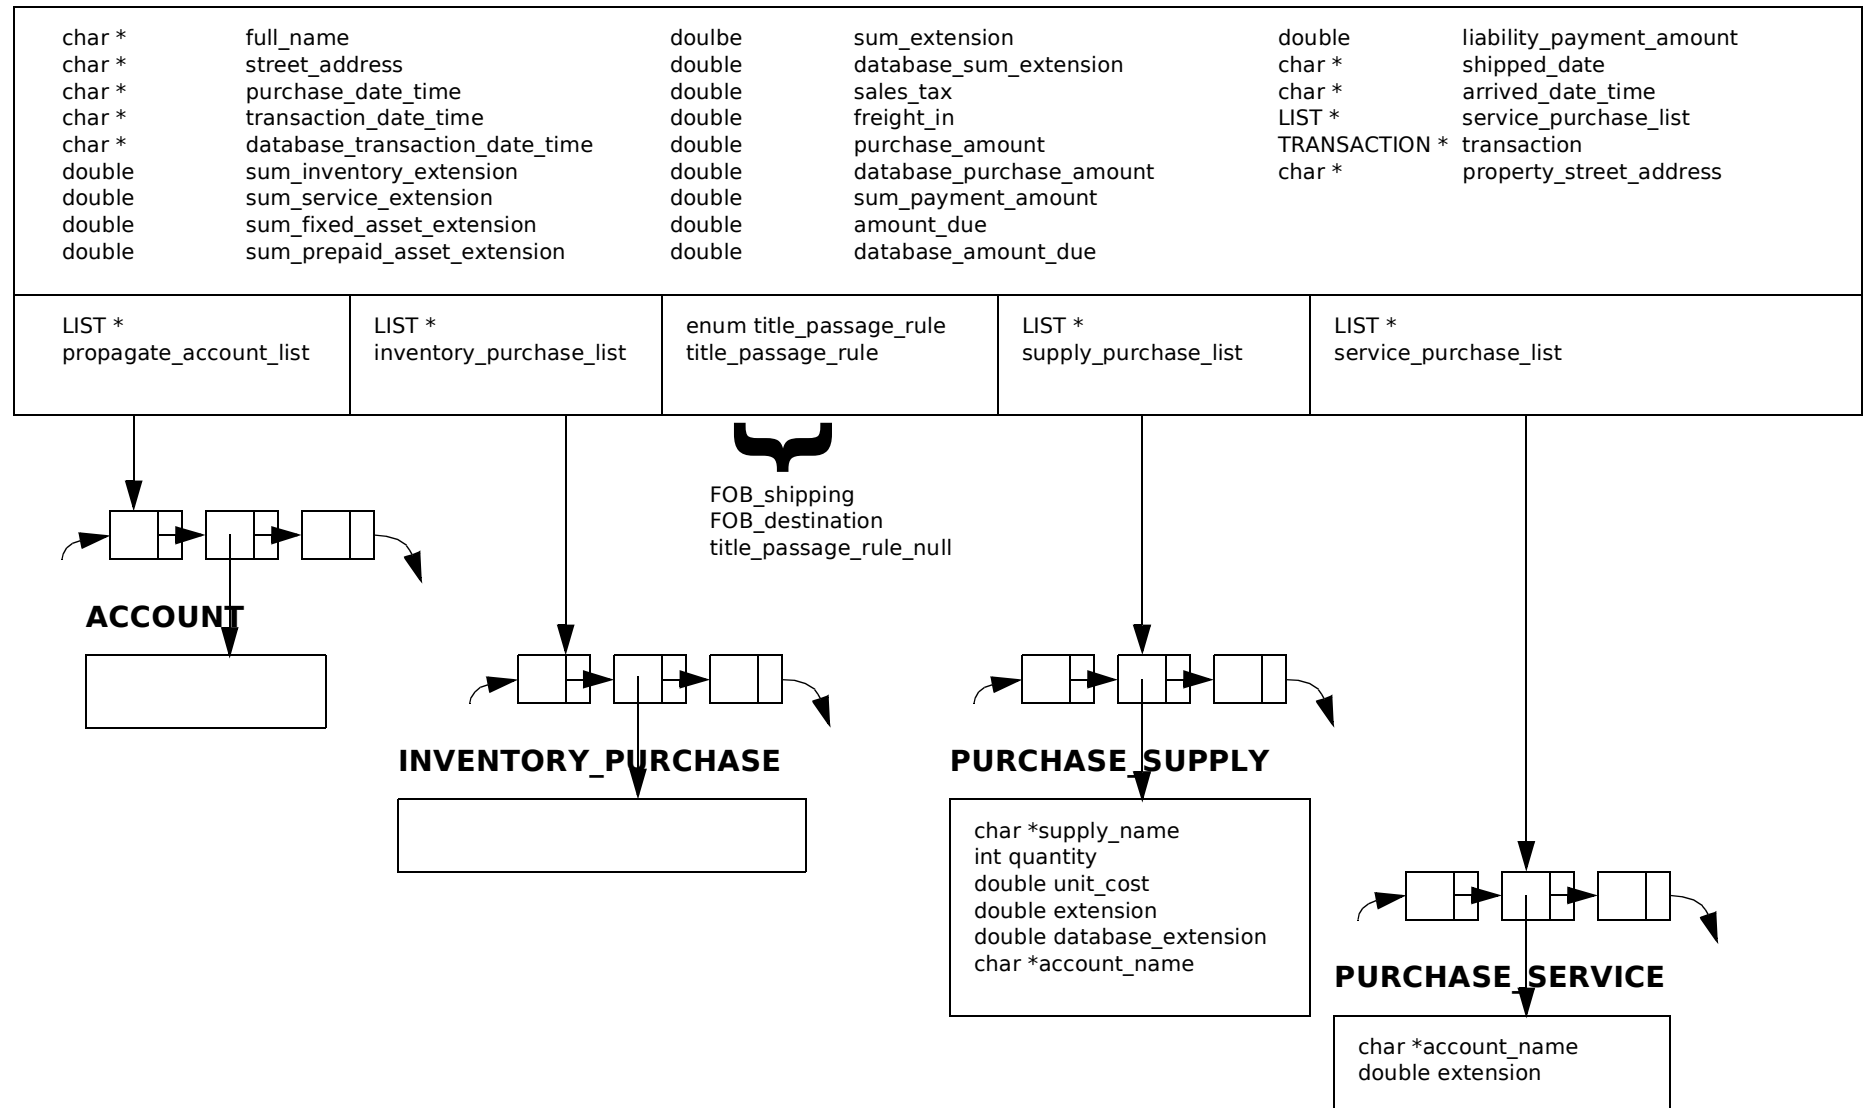 char * full_name
char * street_address
char * purchase_date_time
char * transaction_date_time
char * database_transaction_date_time
double sum_inventory_extension
double sum_service_extension
double sum_fixed_asset_extension
double sum_prepaid_asset_extension
doulbe sum_extension
double database_sum_extension
double sales_tax
double freight_in
double purchase_amount
double database_purchase_amount
double sum_payment_amount
double amount_due
double database_amount_due
double liability_payment_amount
char * shipped_date
char * arrived_date_time
LIST * service_purchase_list
TRANSACTION * transaction
char * property_street_address
LIST *
propagate_account_list
LIST *
inventory_purchase_list
enum title_passage_rule
title_passage_rule
LIST *
supply_purchase_list
LIST *
service_purchase_list
FOB_shipping
FOB_destination
title_passage_rule_null
ACCOUNT
INVENTORY_PURCHASE
PURCHASE_SUPPLY
char *supply_name
int quantity
double unit_cost
double extension
double database_extension
char *account_name
PURCHASE_SERVICE
char *account_name
double extension